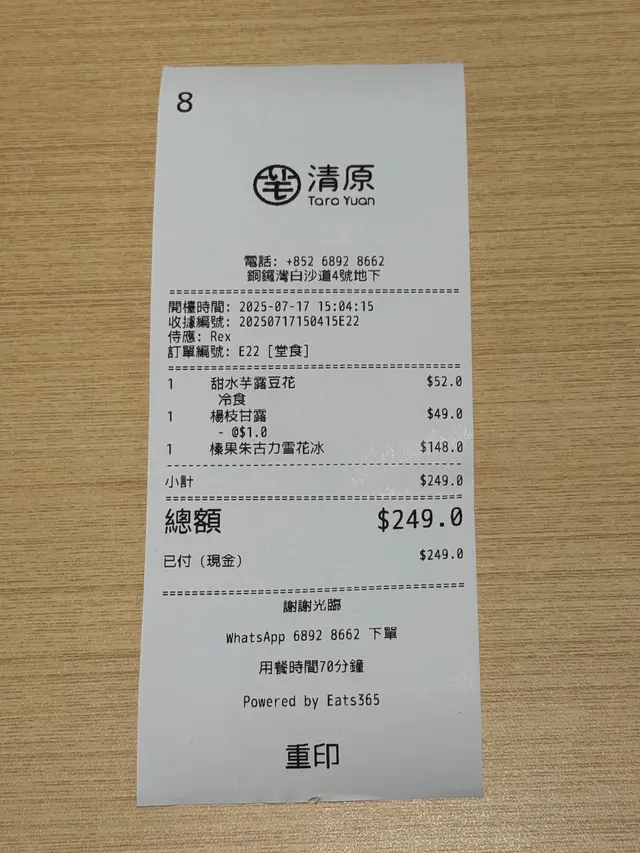 8
清原
Taro Yuan
電話: +852 6892 8662
銅鑼灣白沙道4號地下
開檯時間: 2025-07-17 15:04:15
收據編號: 20250717150415E22
侍應: Rex
訂單編號: E22 [堂食]
1 甜水芋露豆花 $52.0
冷食
1 楊枝甘露 $49.0
- @$1.0
1 榛果朱古力雪花冰 $148.0
小計 $249.0
總額 $249.0
已付 (現金) $249.0
謝謝光臨
WhatsApp 6892 8662 下單
用餐時間70分鐘
Powered by Eats365
重印